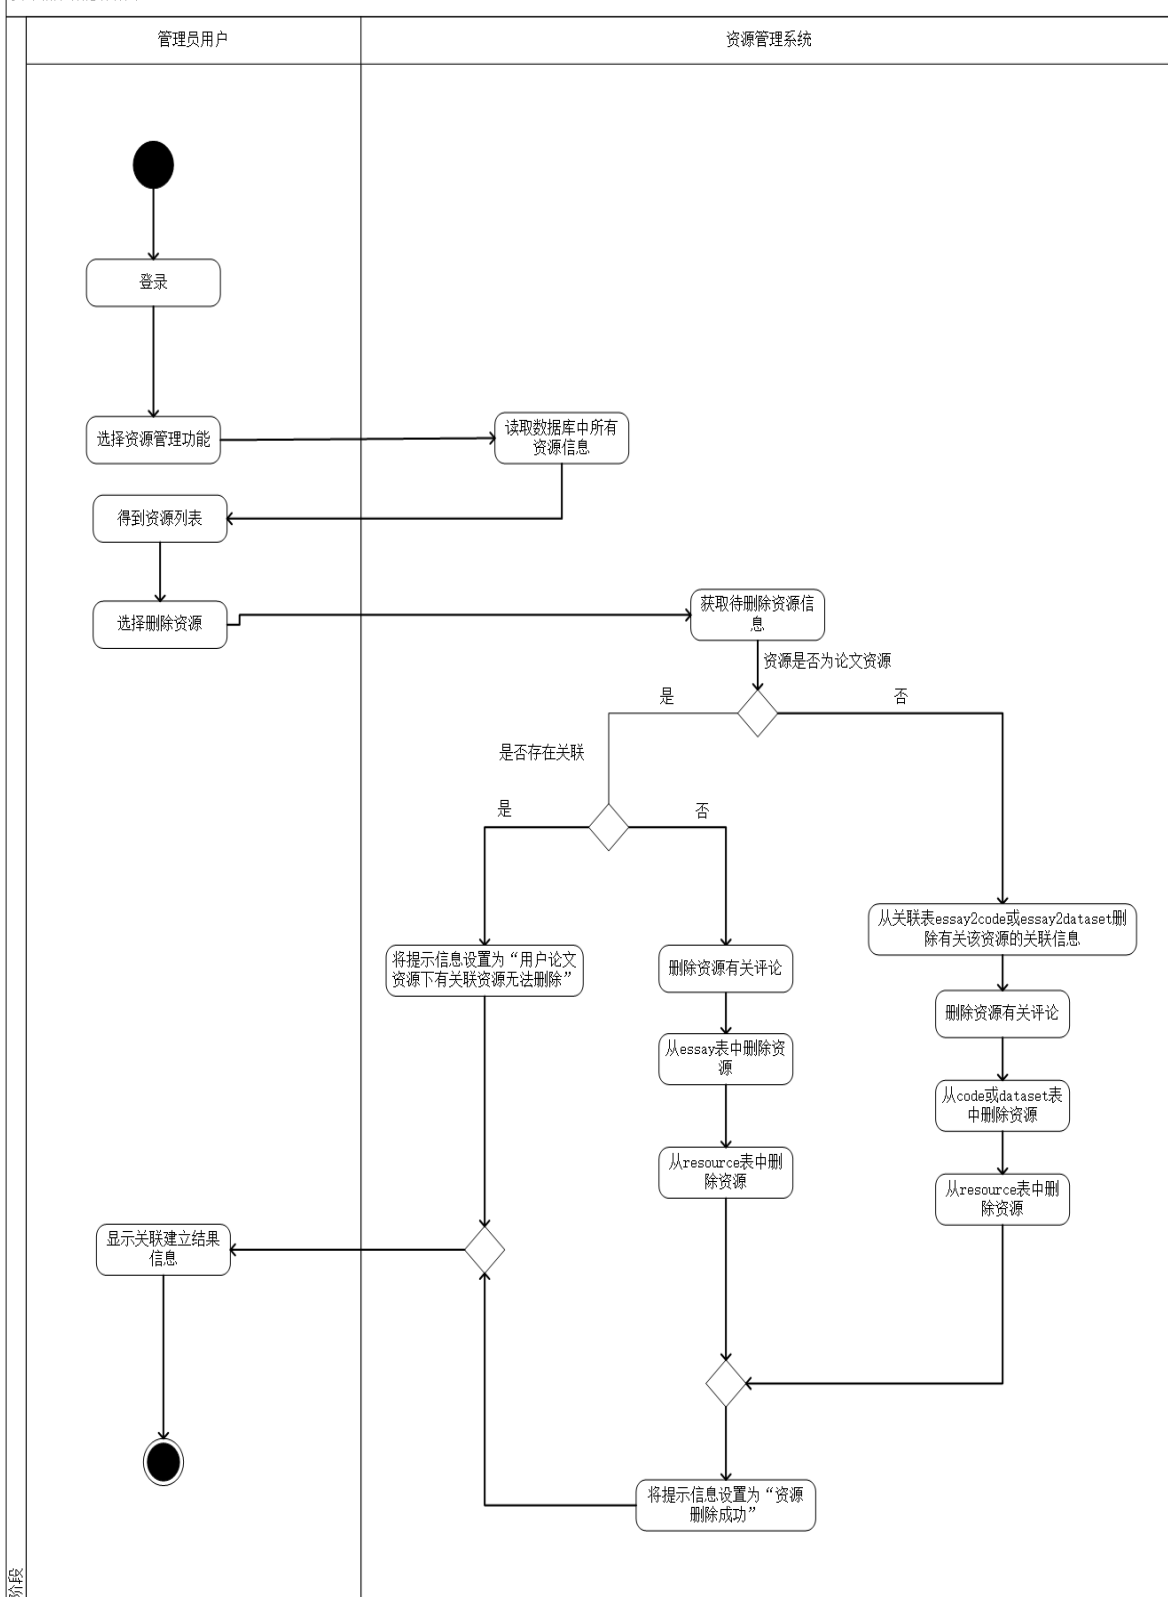 管理员用户
资源管理系统
登录
选择资源管理功能
读取数据库中所有
资源信息
得到资源列表
选择删除资源
获取待删除资源信
息
资源是否为论文资源
是
否
是否存在关联
是
否
从关联表essay2code或essay2dataset删
除有关该资源的关联信息
将提示信息设置为“用户论文
资源下有关联资源无法删除”
删除资源有关评论
删除资源有关评论
从essay表中删除资
源
从code或dataset表
中删除资源
从resource表中删
除资源
从resource表中删
除资源
显示关联建立结果
信息
将提示信息设置为“资源
删除成功”
阶段